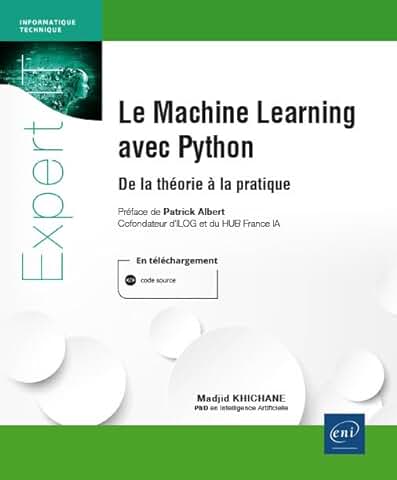 INFORMATIQUE
TECHNIQUE
Expert IT
Le Machine Learning
avec Python
De la théorie à la pratique
Préface de Patrick Albert
Cofondateur d'ILOG et du HUB France IA
En téléchargement
</>
code source
Madjid KHICHANE
PhD en Intelligence Artificielle
eni